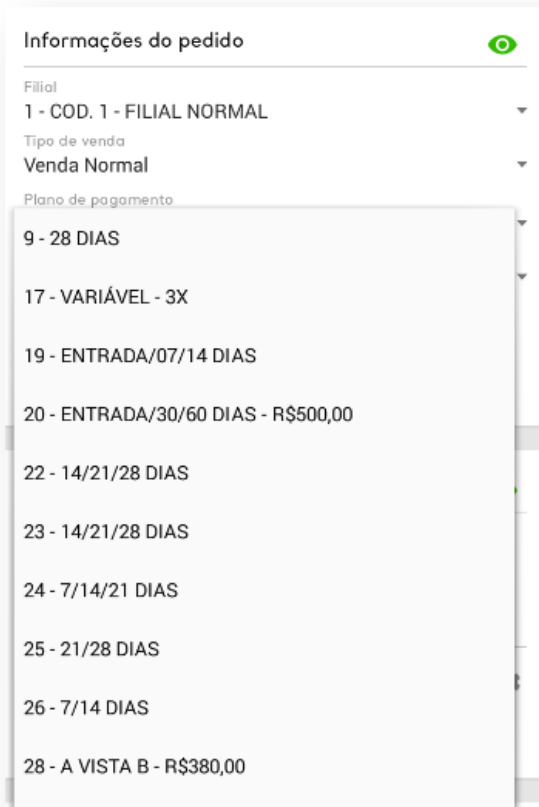 Informações do pedido
Filial
1 - COD. 1 - FILIAL NORMAL
Tipo de venda
Venda Normal
Plano de pagamento
9 - 28 DIAS
17 - VARIÁVEL - 3X
19 - ENTRADA/07/14 DIAS
20 - ENTRADA/30/60 DIAS - R$500,00
22 - 14/21/28 DIAS
23 - 14/21/28 DIAS
24 - 7/14/21 DIAS
25 - 21/28 DIAS
26 - 7/14 DIAS
28 - A VISTA B - R$380,00